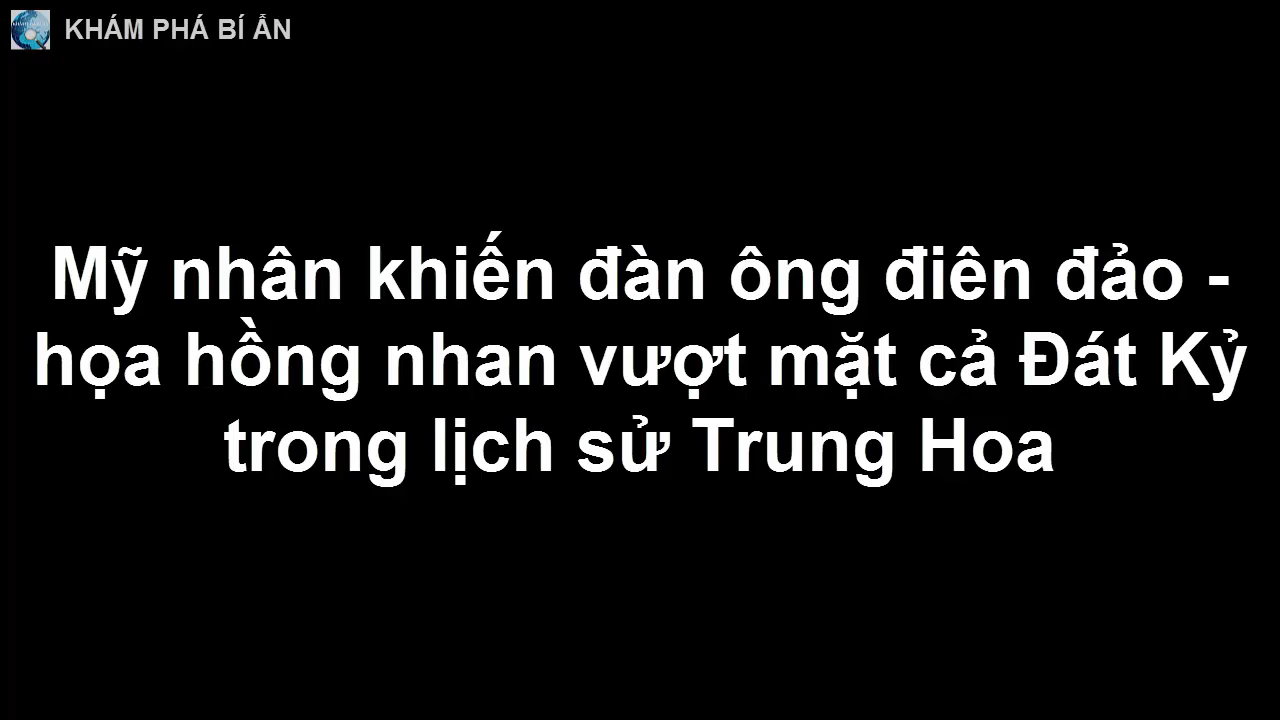 KHÁM PHÁ BÍ ẨN
Mỹ nhân khiến đàn ông điên đảo -
họa hồng nhan vượt mặt cả Đát Kỷ
trong lịch sử Trung Hoa